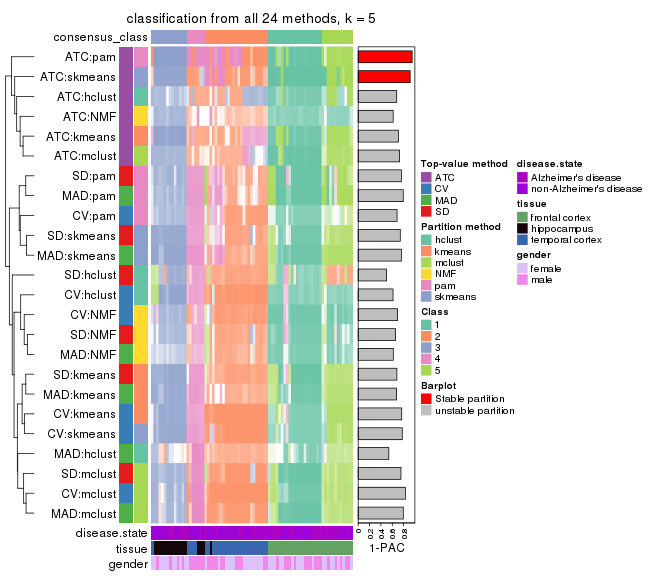 classification from all 24 methods, k = 5
consensus_class
ATC:pam
ATC:skmeans
ATC:hclust
ATC:NMF
ATC:kmeans
ATC:mclust
SD:pam
MAD:pam
CV:pam
SD:skmeans
MAD:skmeans
SD:hclust
CV:hclust
CV:NMF
SD:NMF
MAD:NMF
SD:kmeans
MAD:kmeans
CV:kmeans
CV:skmeans
MAD:hclust
SD:mclust
CV:mclust
MAD:mclust
disease.state
tissue
gender
0
0.2
0.4
0.6
0.8
1-PAC
Top-value method
ATC
CV
MAD
SD
Partition method
hclust
kmeans
mclust
NMF
pam
skmeans
Class
1
2
3
4
5
Barplot
Stable partition
unstable partition
disease.state
Alzheimer's disease
non-Alzheimer's disease
tissue
frontal cortex
hippocampus
temporal cortex
gender
female
male